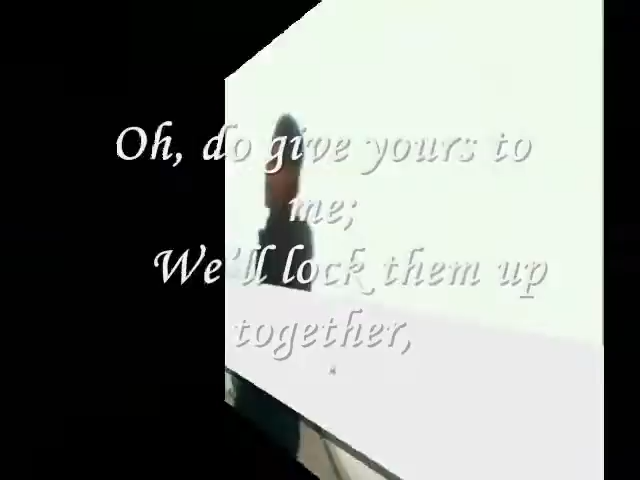 Oh, do give yours to
me;
We'll lock them up
together,